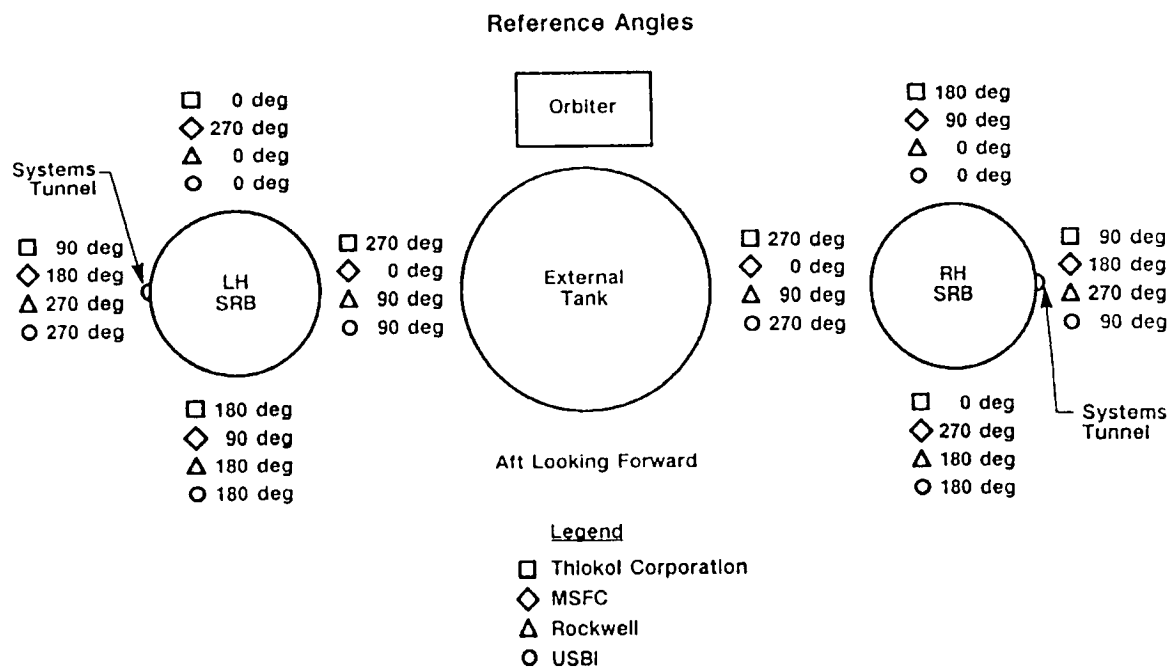 Reference Angles
Orbiter
0 deg
270 deg
0 deg
0 deg
180 deg
90 deg
0 deg
0 deg
Systems
Tunnel
90 deg
180 deg
270 deg
270 deg
LH
SRB
270 deg
0 deg
90 deg
90 deg
External
Tank
270 deg
0 deg
90 deg
270 deg
RH
SRB
90 deg
180 deg
270 deg
90 deg
180 deg
90 deg
180 deg
180 deg
0 deg
270 deg
180 deg
180 deg
Systems
Tunnel
Aft Looking Forward
Legend
Thiokol Corporation
MSFC
Rockwell
USBI